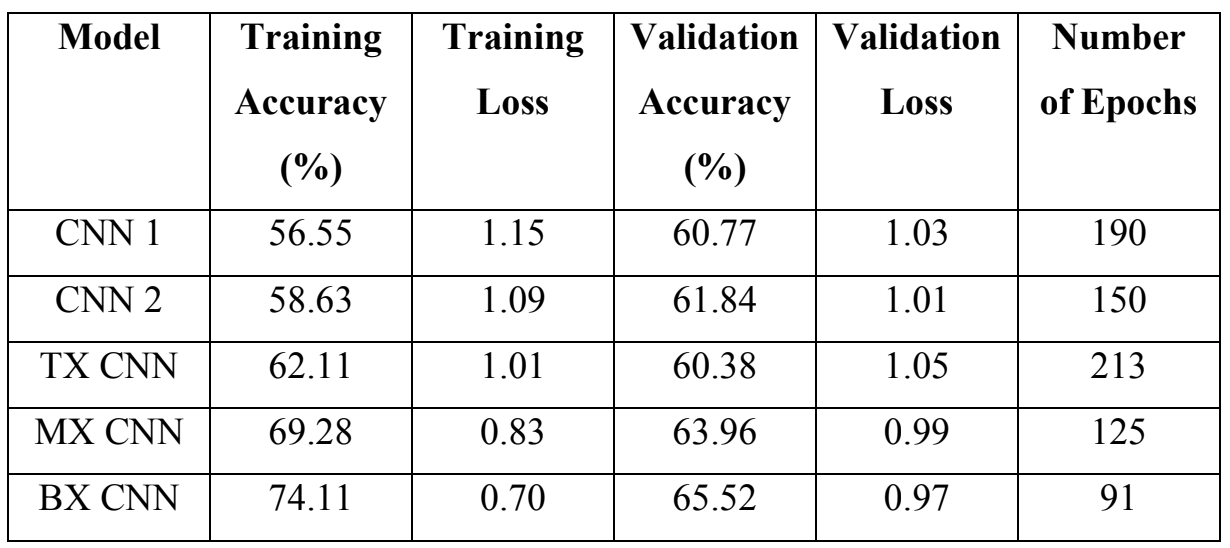 Model Training Accuracy (%) Training Loss Validation Accuracy (%) Validation Loss Number of Epochs
CNN 1 56.55 1.15 60.77 1.03 190
CNN 2 58.63 1.09 61.84 1.01 150
TX CNN 62.11 1.01 60.38 1.05 213
MX CNN 69.28 0.83 63.96 0.99 125
BX CNN 74.11 0.70 65.52 0.97 91